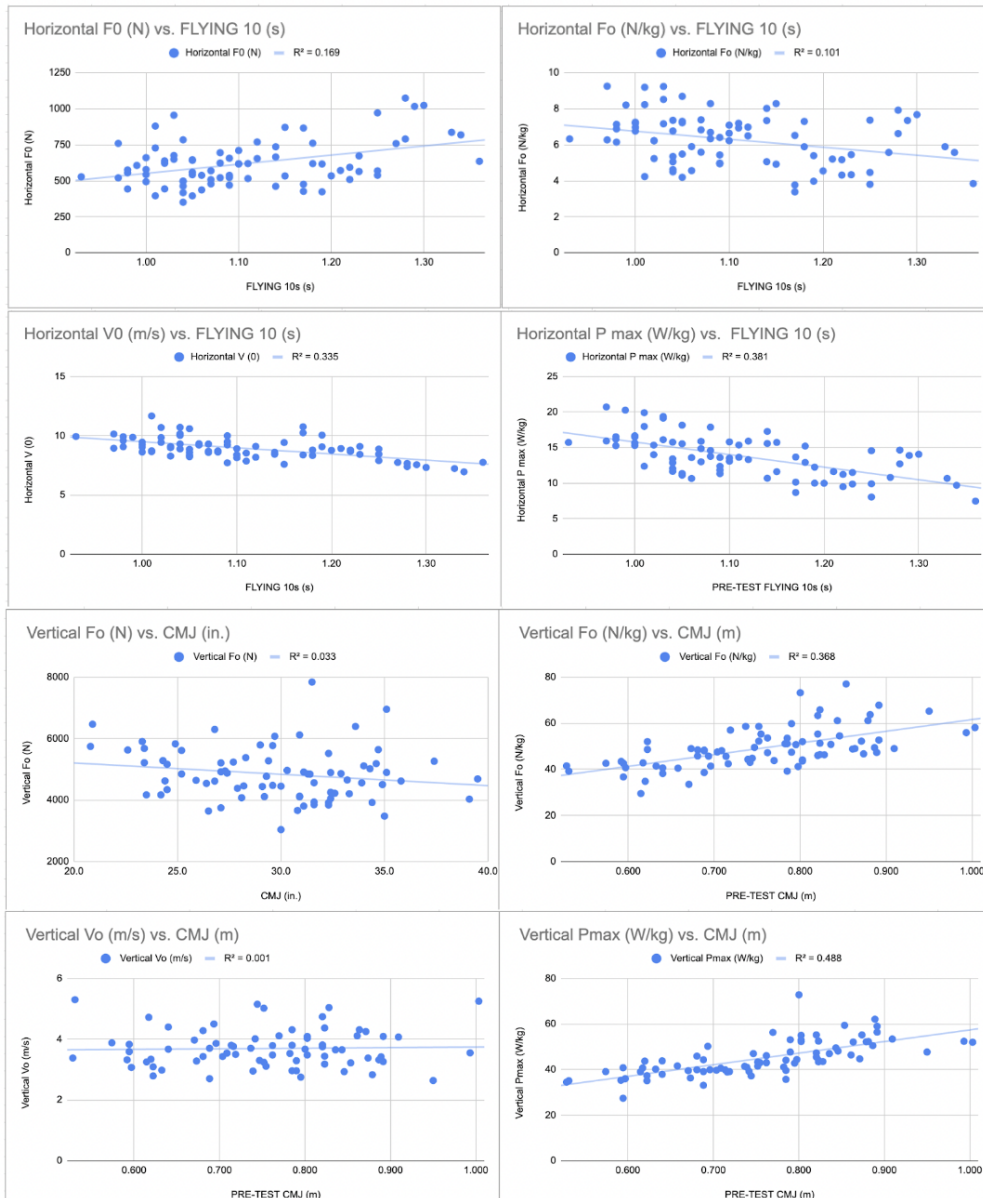 Horizontal F0 (N) vs. FLYING 10 (s)
Horizontal F0 (N) R² = 0.169
1250
1000
750
500
250
0
Horizontal F0 (N)
1.00 1.10 1.20 1.30
FLYING 10s (s)
Horizontal Fo (N/kg) vs. FLYING 10 (s)
Horizontal Fo (N/kg) R² = 0.101
10
8
6
4
2
0
Horizontal Fo (N/kg)
1.00 1.10 1.20 1.30
FLYING 10s (s)
Horizontal V0 (m/s) vs. FLYING 10 (s)
Horizontal V (0) R² = 0.335
15
10
5
0
Horizontal V (0)
1.00 1.10 1.20 1.30
FLYING 10s (s)
Horizontal P max (W/kg) vs. FLYING 10 (s)
Horizontal P max (W/kg) R² = 0.381
25
20
15
10
5
0
Horizontal P max (W/kg)
1.00 1.10 1.20 1.30
PRE-TEST FLYING 10s (s)
Vertical Fo (N) vs. CMJ (in.)
Vertical Fo (N) R² = 0.033
8000
6000
4000
2000
Vertical Fo (N)
20.0 25.0 30.0 35.0 40.0
CMJ (in.)
Vertical Fo (N/kg) vs. CMJ (m)
Vertical Fo (N/kg) R² = 0.368
80
60
40
20
0
Vertical Fo (N/kg)
0.600 0.700 0.800 0.900 1.000
PRE-TEST CMJ (m)
Vertical Vo (m/s) vs. CMJ (m)
Vertical Vo (m/s) R² = 0.001
6
4
2
0
Vertical Vo (m/s)
0.600 0.700 0.800 0.900 1.000
PRE-TEST CMJ (m)
Vertical Pmax (W/kg) vs. CMJ (m)
Vertical Pmax (W/kg) R² = 0.488
80
60
40
20
0
Vertical Pmax (W/kg)
0.600 0.700 0.800 0.900 1.000
PRE-TEST CMJ (m)